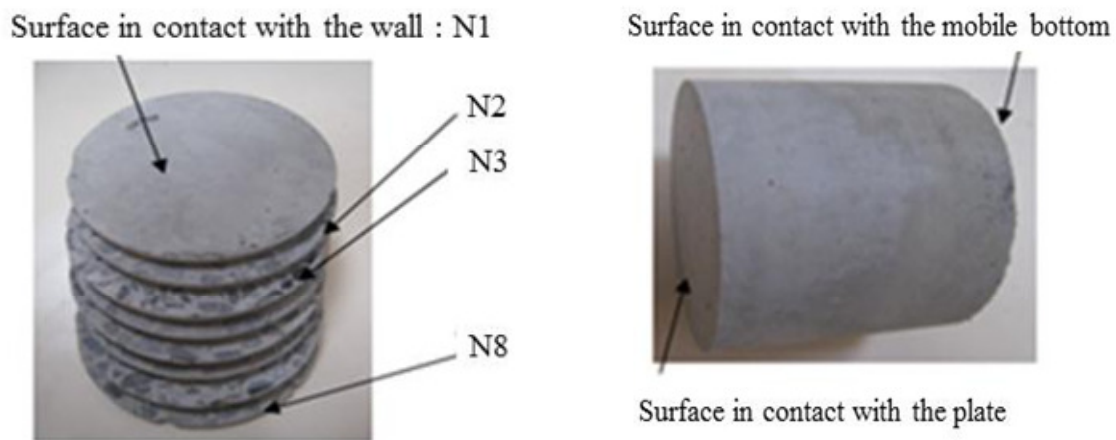 Surface in contact with the wall : N1
N2
N3
N8
Surface in contact with the mobile bottom
Surface in contact with the plate